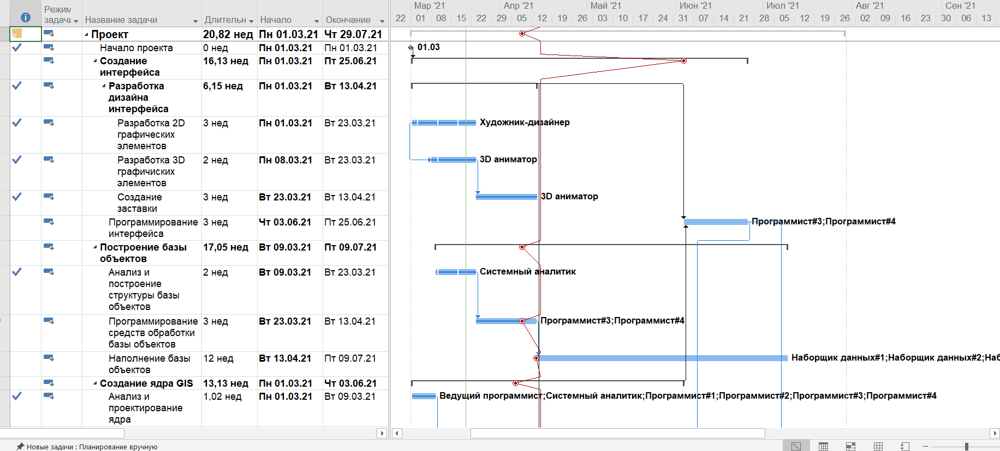 Режим
задачи Название задачи Длительн Начало Окончание
Мар '21 Апр '21 Май '21 Июн '21 Июл '21 Авг '21 Сен '21
22 01 08 15 22 29 05 12 19 26 03 10 17 24 31 07 14 21 28 05 12 19 26 02 09 16 23 30 06 13
Проект 20,82 нед Пн 01.03.21 Чт 29.07.21
Начало проекта 0 нед Пн 01.03.21 Пн 01.03.21 01.03
Создание 16,13 нед Пн 01.03.21 Пт 25.06.21
интерфейса
Разработка 6,15 нед Пн 01.03.21 Вт 13.04.21
дизайна
интерфейса
Разработка 2D 3 нед Пн 01.03.21 Вт 23.03.21 Художник-дизайнер
графических
элементов
Разработка 3D 2 нед Пн 08.03.21 Вт 23.03.21 3D аниматор
графичиских
элементов
Создание 3 нед Вт 23.03.21 Вт 13.04.21 3D аниматор
заставки
Программирование 3 нед Чт 03.06.21 Пт 25.06.21 Программист#3;Программист#4
интерфейса
Построение базы 17,05 нед Вт 09.03.21 Пт 09.07.21
объектов
Анализ и 2 нед Вт 09.03.21 Вт 23.03.21 Системный аналитик
построение
структуры базы
объектов
Программирование 3 нед Вт 23.03.21 Вт 13.04.21 Программист#3;Программист#4
средств обработки
базы объектов
Наполнение базы 12 нед Вт 13.04.21 Пт 09.07.21 Наборщик данных#1;Наборщик данных#2;Наб
объектов
Создание ядра GIS 13,13 нед Пн 01.03.21 Чт 03.06.21
Анализ и 1,02 нед Пн 01.03.21 Вт 09.03.21 Ведущий программист;Системный аналитик;Программист#1;Программист#2;Программист#3;Программист#4
проектирование
ядра
Новые задачи : Планирование вручную